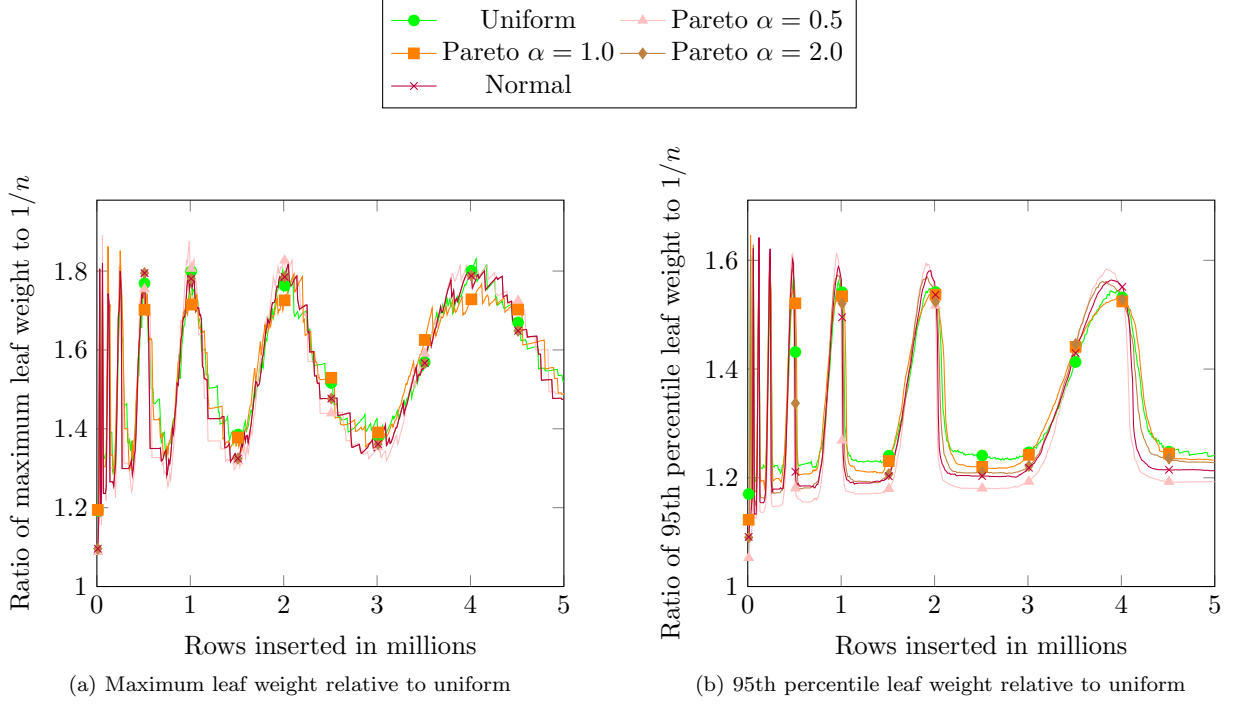 Uniform
Pareto α = 0.5
Pareto α = 1.0
Pareto α = 2.0
Normal
Ratio of maximum leaf weight to 1/n
1
1.2
1.4
1.6
1.8
0 1 2 3 4 5
Rows inserted in millions
(a) Maximum leaf weight relative to uniform
Ratio of 95th percentile leaf weight to 1/n
1
1.2
1.4
1.6
0 1 2 3 4 5
Rows inserted in millions
(b) 95th percentile leaf weight relative to uniform